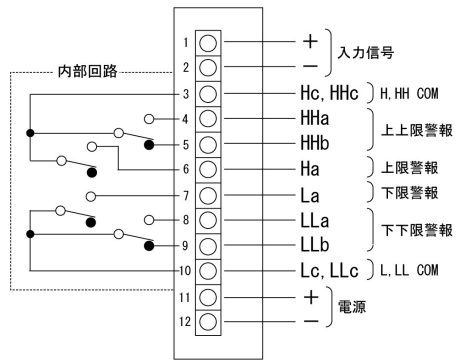 内部回路
1
2
3
4
5
6
7
8
9
10
11
12
+
−
入力信号
Hc, HHc
H, HH COM
HHa
HHb
上上限警報
Ha
上限警報
La
下限警報
LLa
LLb
下下限警報
Lc, LLc
L, LL COM
+
−
電源